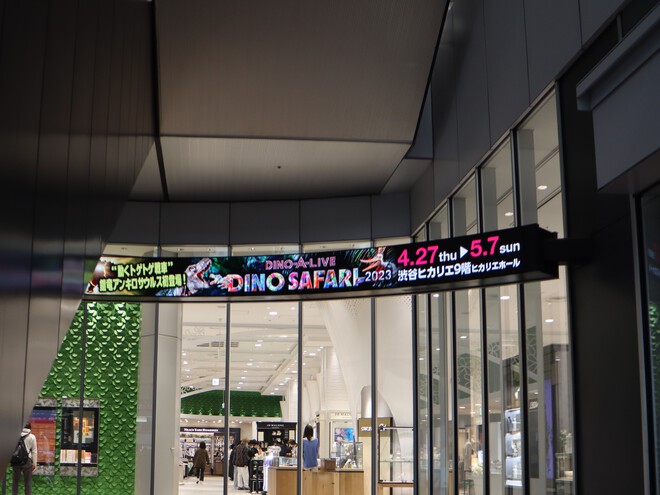 "動くトゲトゲ戦車"
鎧竜アンキロサウルス初登場！
DINO-A-LIVE
DINO SAFARI 2023
4.27 thu ▶ 5.7 sun
渋谷ヒカリエ9階ヒカリエホール